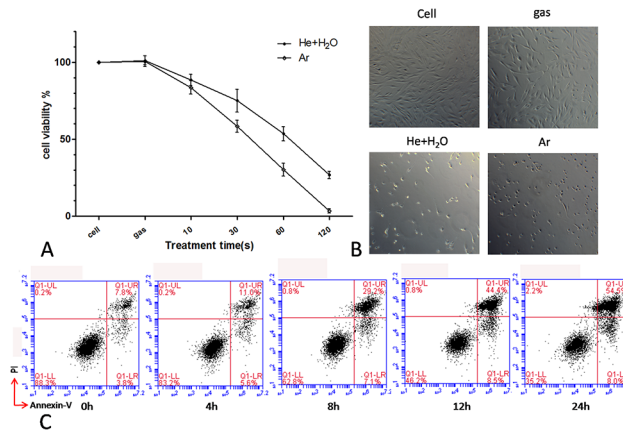 He+H₂O
Ar
cell viability %
100
50
0
cell
gas
10
30
60
120
Treatment time(s)
A
Cell
gas
He+H₂O
Ar
B
Q1-UL
0.2%
Q1-UR
7.8%
Q1-LL
88.3%
Q1-LR
3.8%
Q1-UL
0.2%
Q1-UR
11.0%
Q1-LL
83.2%
Q1-LR
5.6%
Q1-UL
0.8%
Q1-UR
29.2%
Q1-LL
62.8%
Q1-LR
7.1%
Q1-UL
0.8%
Q1-UR
44.4%
Q1-LL
46.2%
Q1-LR
8.5%
Q1-UL
2.2%
Q1-UR
54.5%
Q1-LL
35.2%
Q1-LR
8.0%
PI
Annexin-V
0h
4h
8h
12h
24h
C